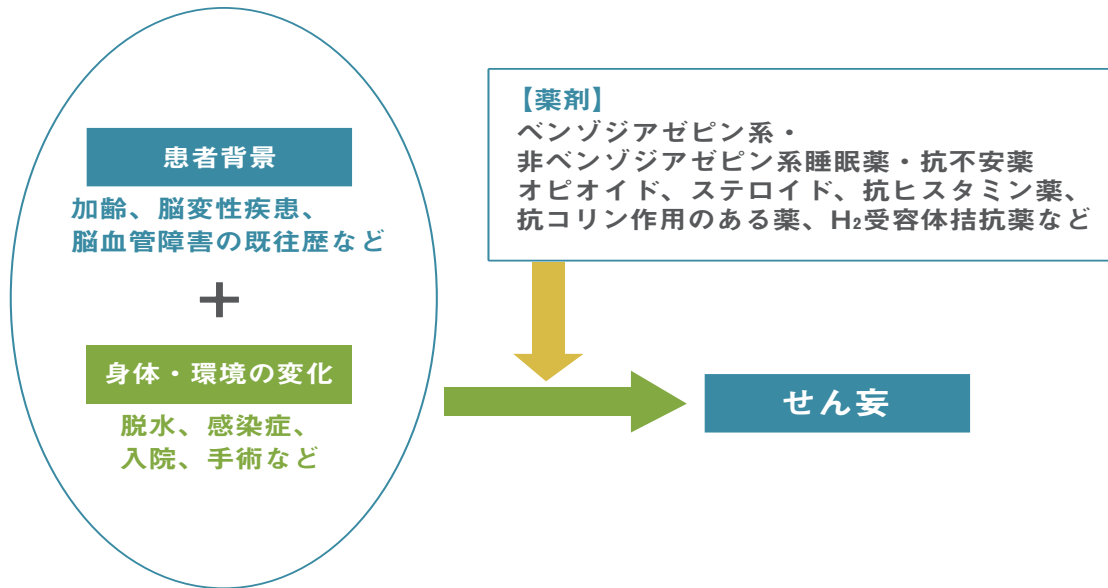 患者背景
加齢、脳変性疾患、
脳血管障害の既往歴など
+
身体・環境の変化
脱水、感染症、
入院、手術など
【薬剤】
ベンゾジアゼピン系・
非ベンゾジアゼピン系睡眠薬・抗不安薬
オピオイド、ステロイド、抗ヒスタミン薬、
抗コリン作用のある薬、H₂受容体拮抗薬など
せん妄